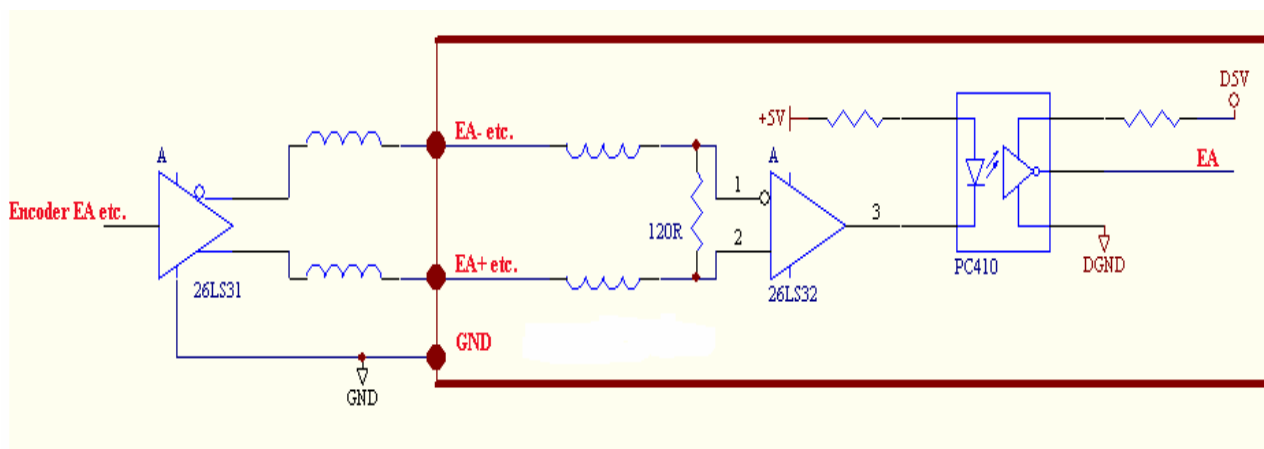 D5V
EA- etc.
+5V
EA
A
A
1
Encoder EA etc.
3
120R
2
EA+ etc.
PC410
DGND
26LS31
26LS32
GND
GND